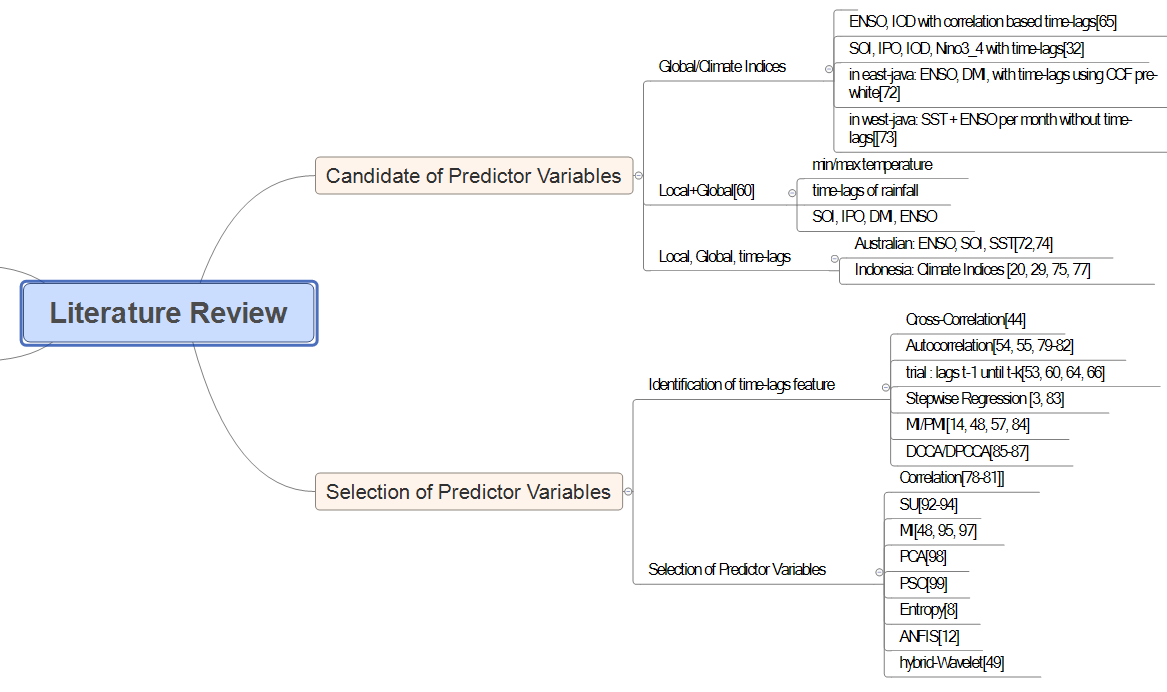 Literature Review
Candidate of Predictor Variables
Global/Climate Indices
ENSO, IOD with correlation based time-lags[65]
SOI, IPO, IOD, Nino3_4 with time-lags[32]
in east-java: ENSO, DMI, with time-lags using CCF pre-
white[72]
in west-java: SST + ENSO per month without time-
lags[[73]
Local+Global[60]
min/max temperature
time-lags of rainfall
SOI, IPO, DMI, ENSO
Local, Global, time-lags
Australian: ENSO, SOI, SST[72,74]
Indonesia: Climate Indices [20, 29, 75, 77]
Selection of Predictor Variables
Identification of time-lags feature
Cross-Correlation[44]
Autocorrelation[54, 55, 79-82]
trial : lags t-1 until t-k[53, 60, 64, 66]
Stepwise Regression [3, 83]
MI/PMI[14, 48, 57, 84]
DCCA/DPCCA[85-87]
Selection of Predictor Variables
Correlation[78-81]]
SU[92-94]
MI[48, 95, 97]
PCA[98]
PSO[99]
Entropy[8]
ANFIS[12]
hybrid-Wavelet[49]